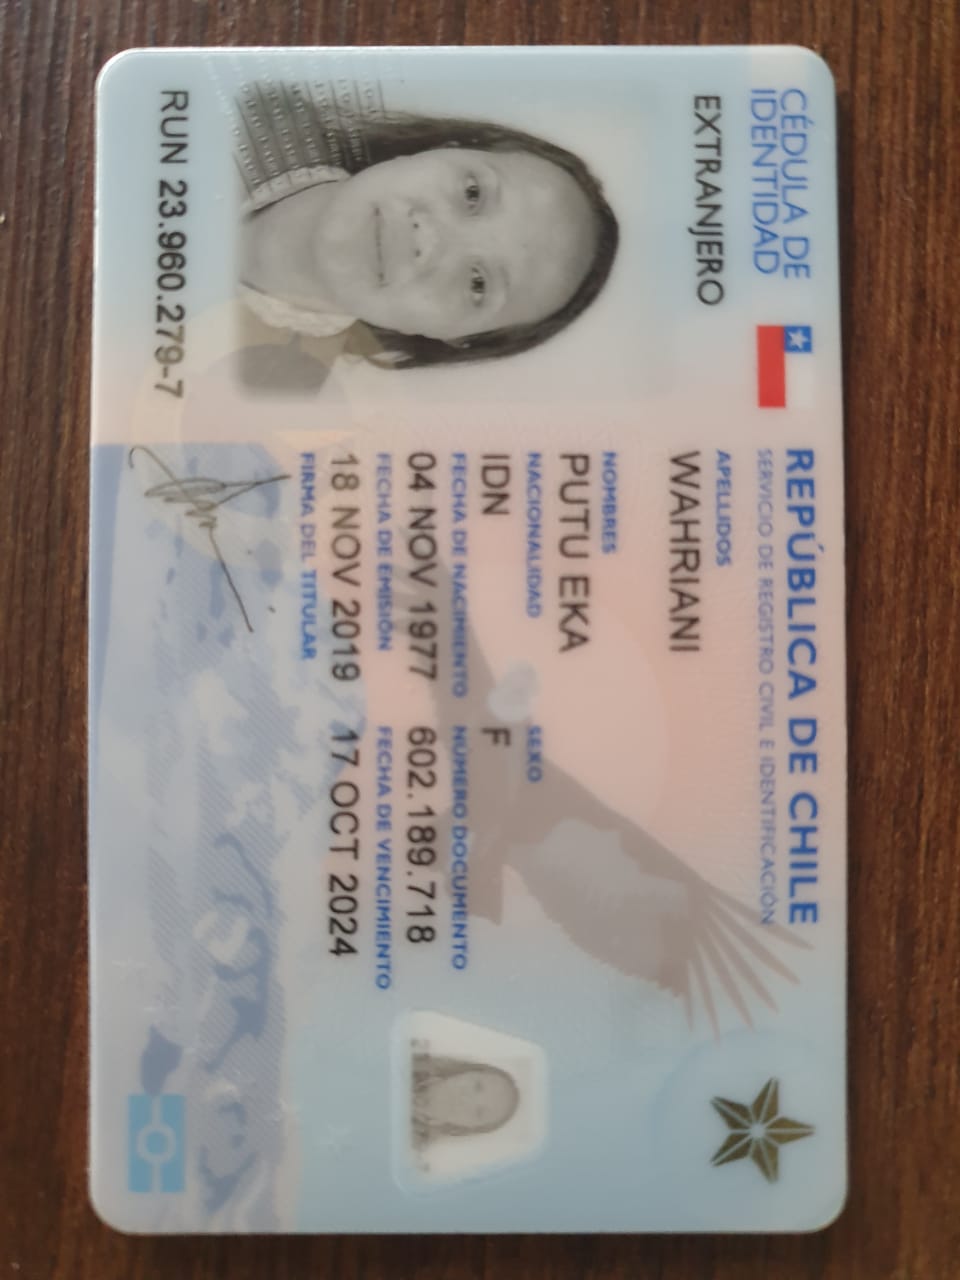 CÉDULA DE
IDENTIDAD
EXTRANJERO
REPÚBLICA DE CHILE
SERVICIO DE REGISTRO CIVIL E IDENTIFICACIÓN
APELLIDOS
WAHRIANI
NOMBRES
PUTU EKA
NACIONALIDAD SEXO
IDN F
FECHA DE NACIMIENTO NÚMERO DOCUMENTO
04 NOV 1977 602.189.718
FECHA DE EMISIÓN FECHA DE VENCIMIENTO
18 NOV 2019 17 OCT 2024
FIRMA DEL TITULAR
RUN 23.960.279-7
23.960.279-7